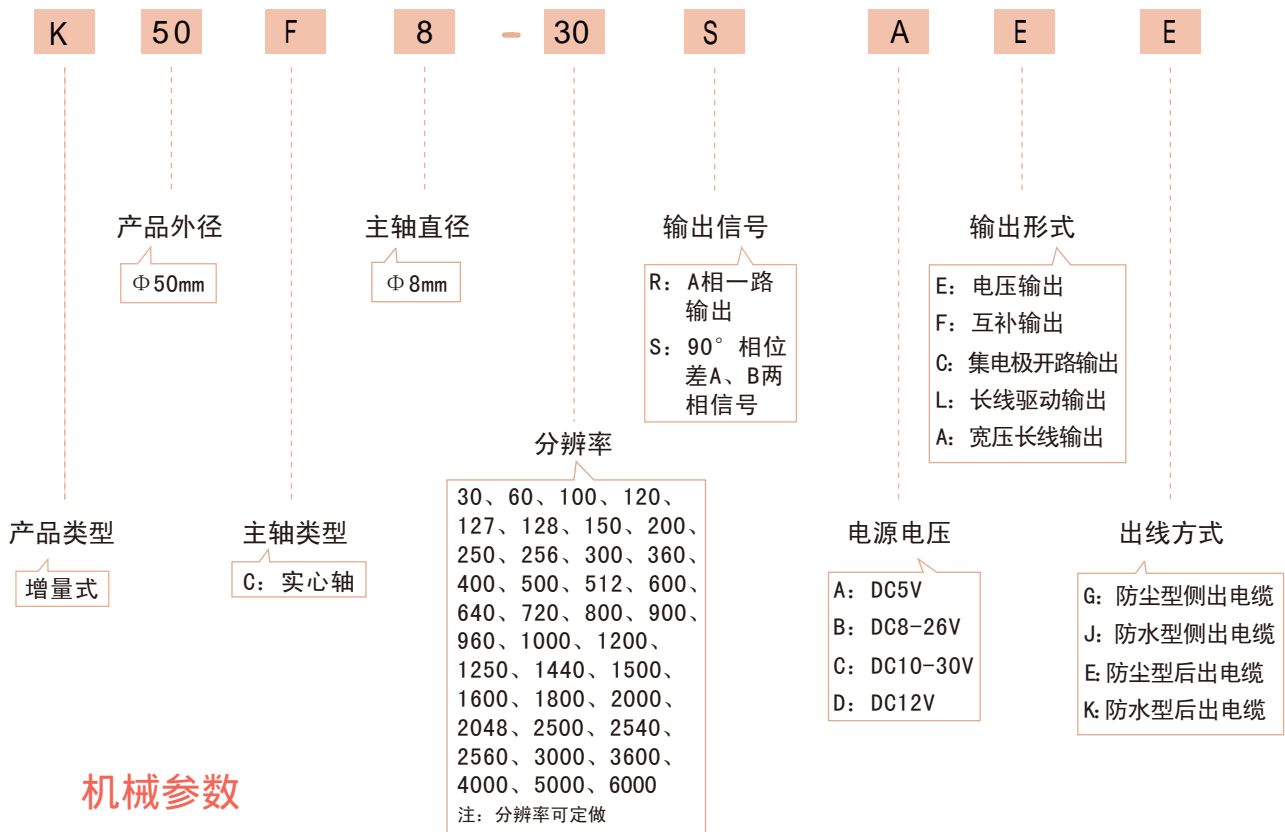 K 50 F 8 - 30 S A E E
产品外径
Φ50mm
主轴直径
Φ8mm
输出信号
R: A相一路
输出
S: 90°相位
差A、B两
相信号
输出形式
E: 电压输出
F: 互补输出
C: 集电极开路输出
L: 长线驱动输出
A: 宽压长线输出
分辨率
30、60、100、120、
127、128、150、200、
250、256、300、360、
400、500、512、600、
640、720、800、900、
960、1000、1200、
1250、1440、1500、
1600、1800、2000、
2048、2500、2540、
2560、3000、3600、
4000、5000、6000
注: 分辨率可定做
产品类型
增量式
主轴类型
C: 实心轴
电源电压
A: DC5V
B: DC8-26V
C: DC10-30V
D: DC12V
出线方式
G: 防尘型侧出电缆
J: 防水型侧出电缆
E: 防尘型后出电缆
K: 防水型后出电缆
机械参数